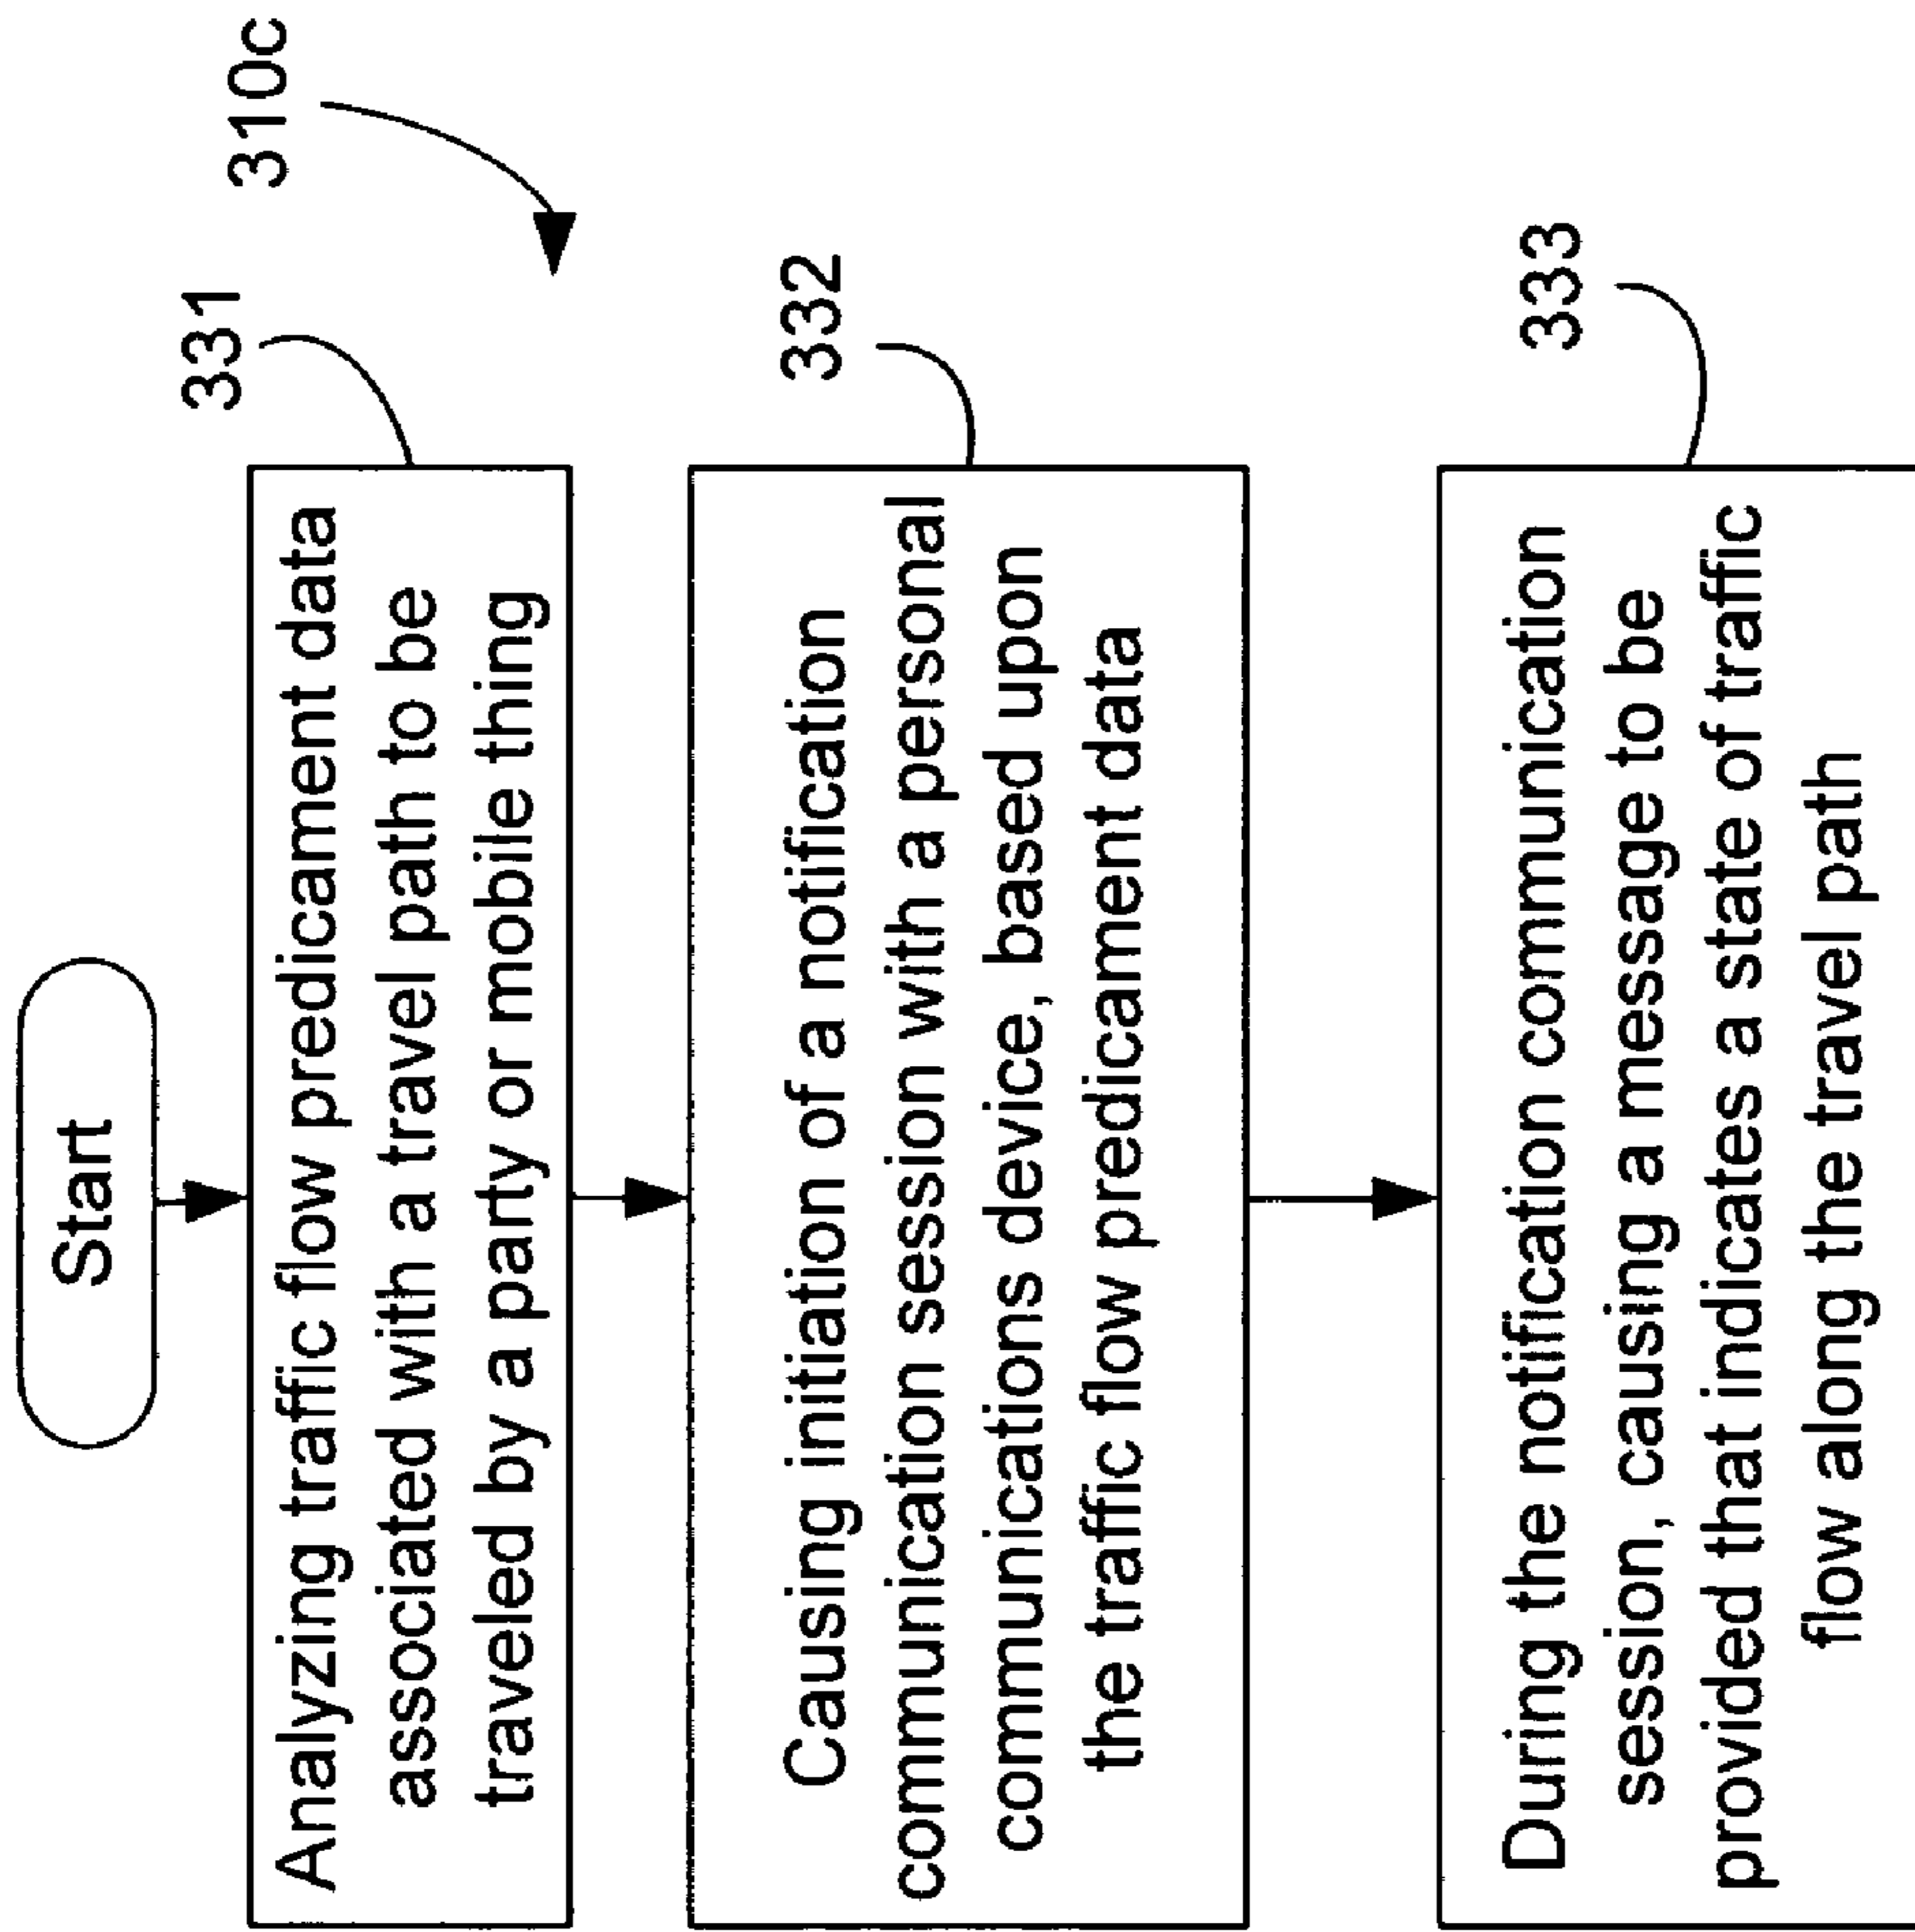 Start
310c
331
Analyzing traffic flow predicament data
associated with a travel path to be
traveled by a party or mobile thing
332
Causing initiation of a notification
communication session with a personal
communications device, based upon
the traffic flow predicament data
333
During the notification communication
session, causing a message to be
provided that indicates a state of traffic
flow along the travel path